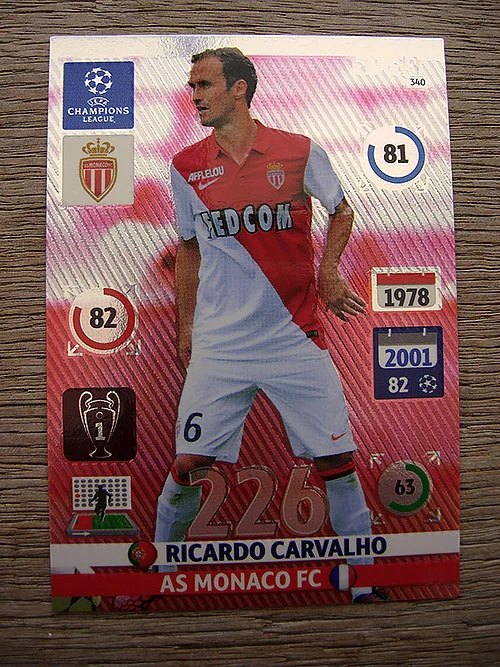 340
UEFA
CHAMPIONS
LEAGUE
81
AFFLELOU
FEDCOM
1978
82
2001
82
1
6
63
226
RICARDO CARVALHO
AS MONACO FC